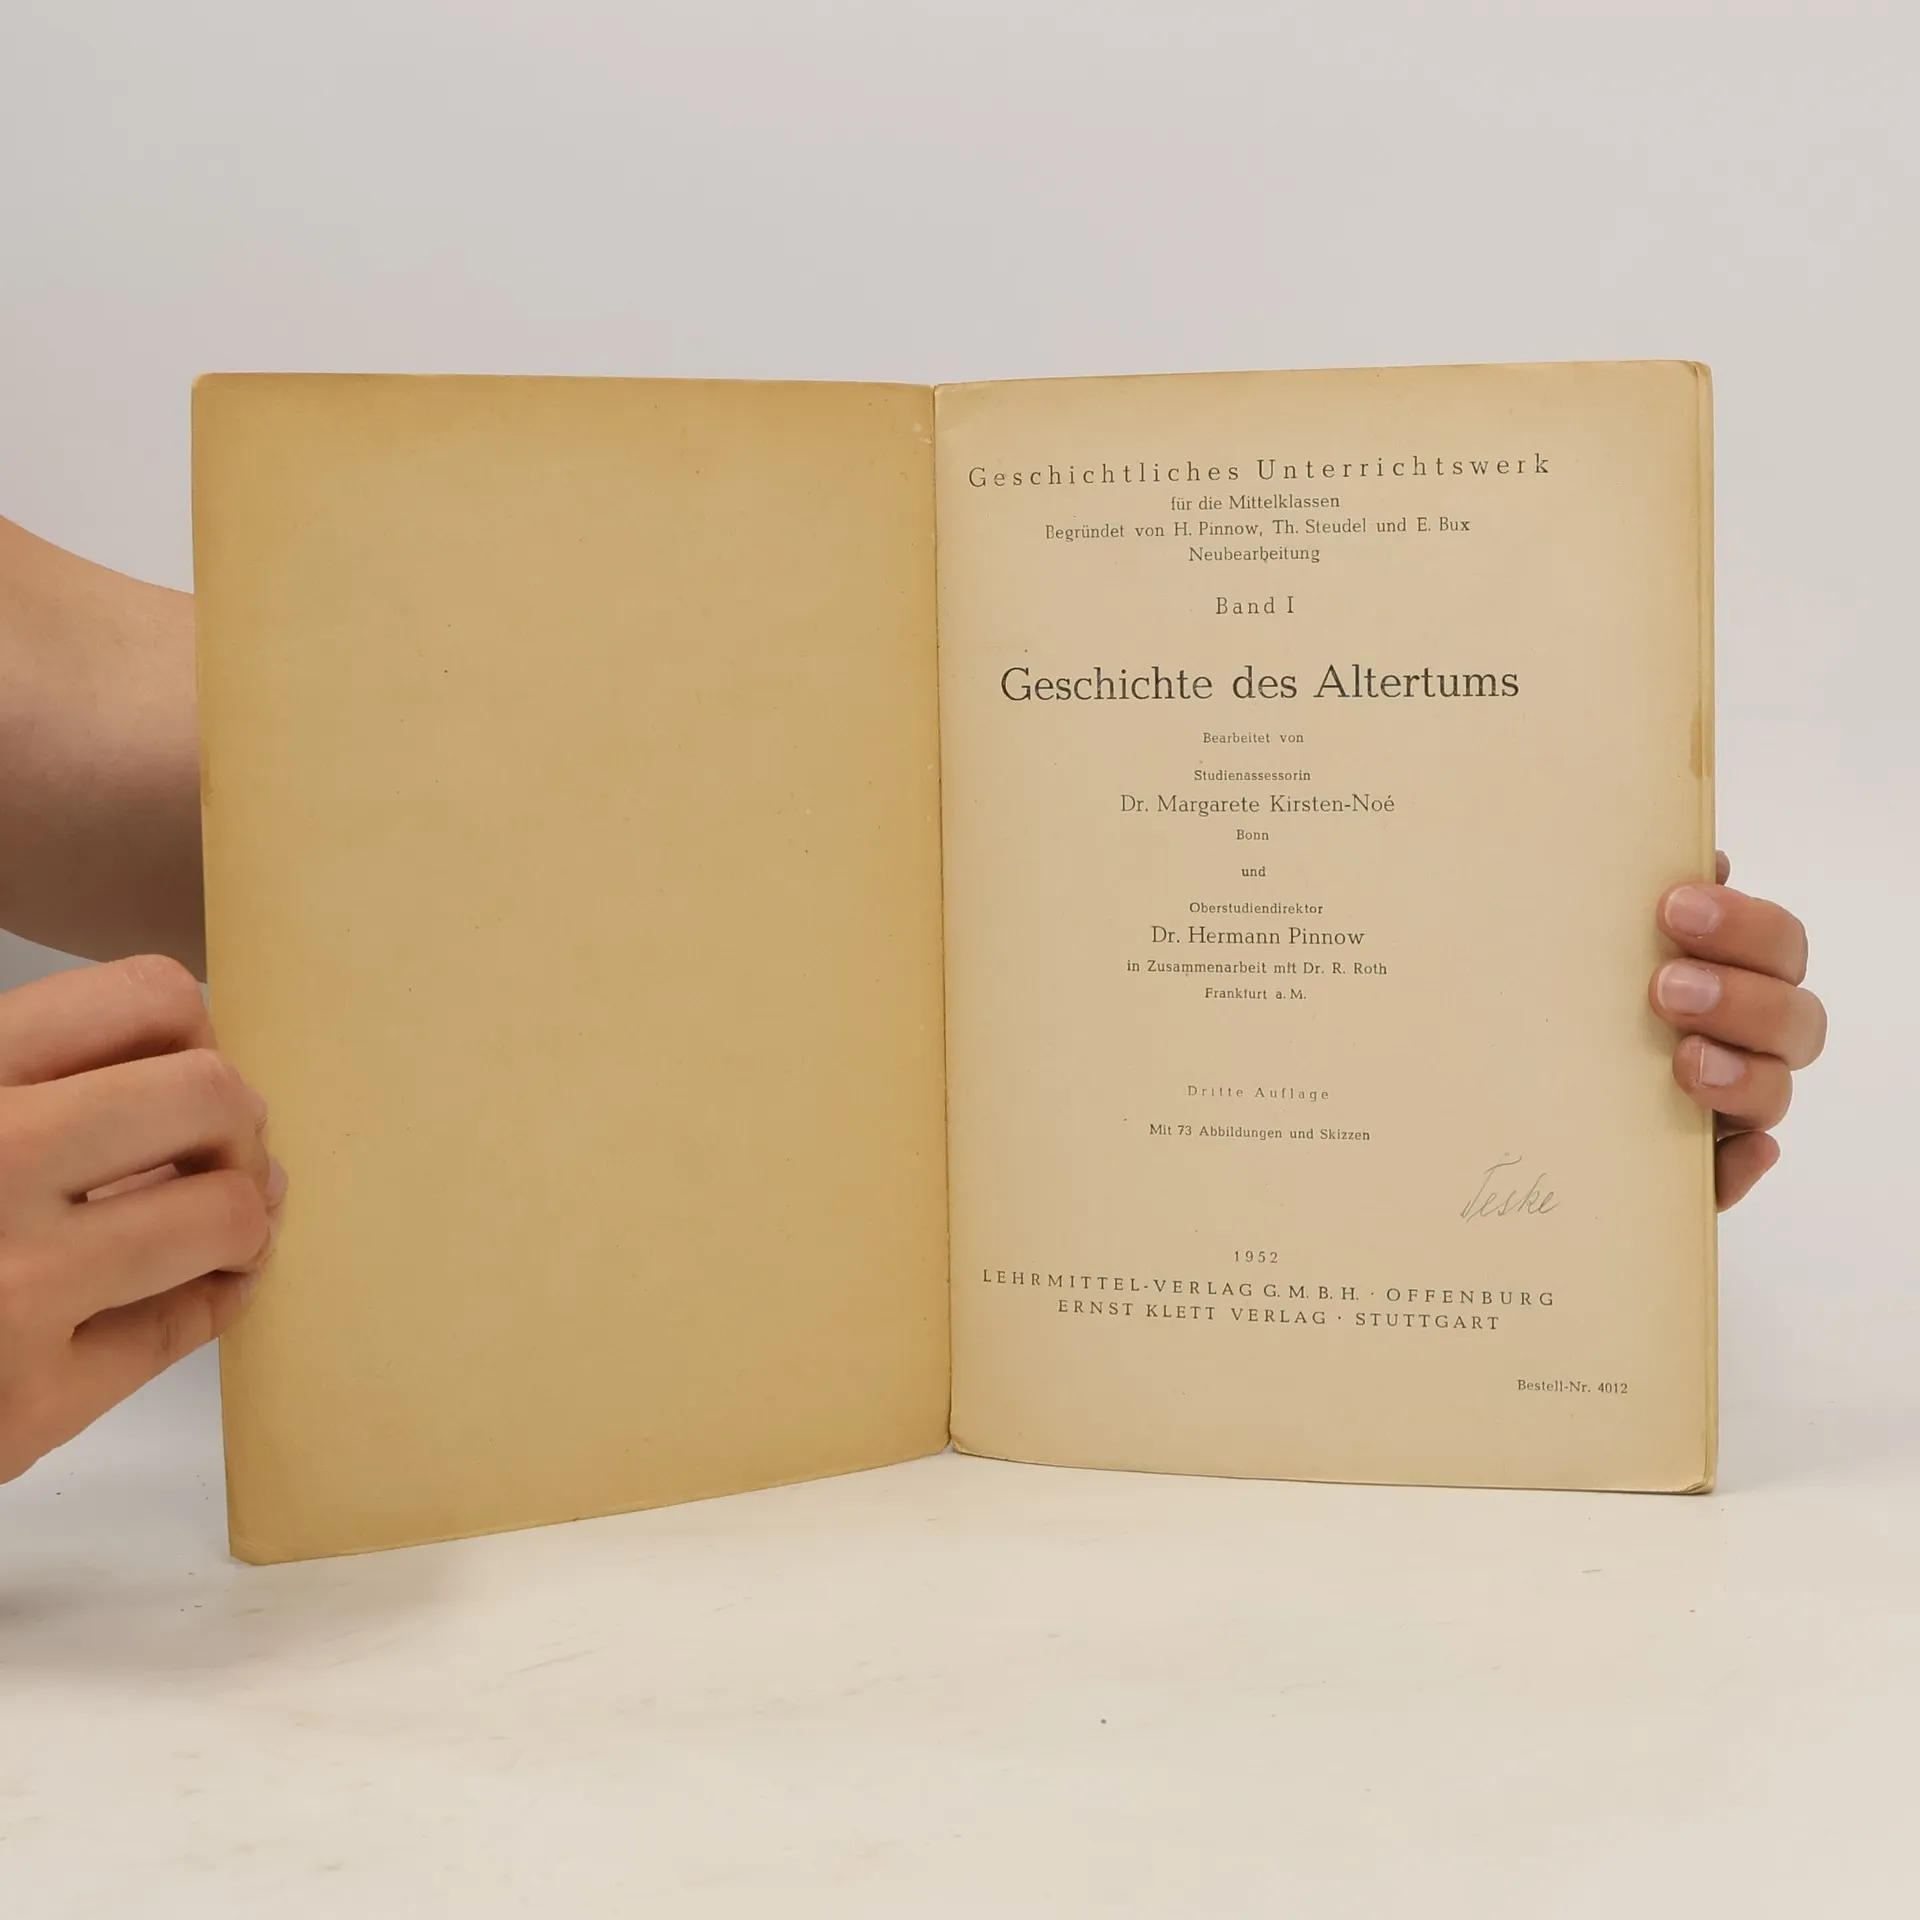 Geschichtliches Unterrichtswerk
für die Mittelklassen
Begründet von H. Pinnow, Th. Steudel und E. Bux
Neubearbeitung
Band I
Geschichte des Altertums
Bearbeitet von
Studienassessorin
Dr. Margarete Kirsten-Noé
Bonn
und
Oberstudiendirektor
Dr. Hermann Pinnow
in Zusammenarbeit mit Dr. R. Roth
Frankfurt a. M.
Dritte Auflage
Mit 73 Abbildungen und Skizzen
Teske
1952
LEHRMITTEL-VERLAG G. M. B. H. · OFFENBURG
ERNST KLETT VERLAG · STUTTGART
Bestell-Nr. 4012